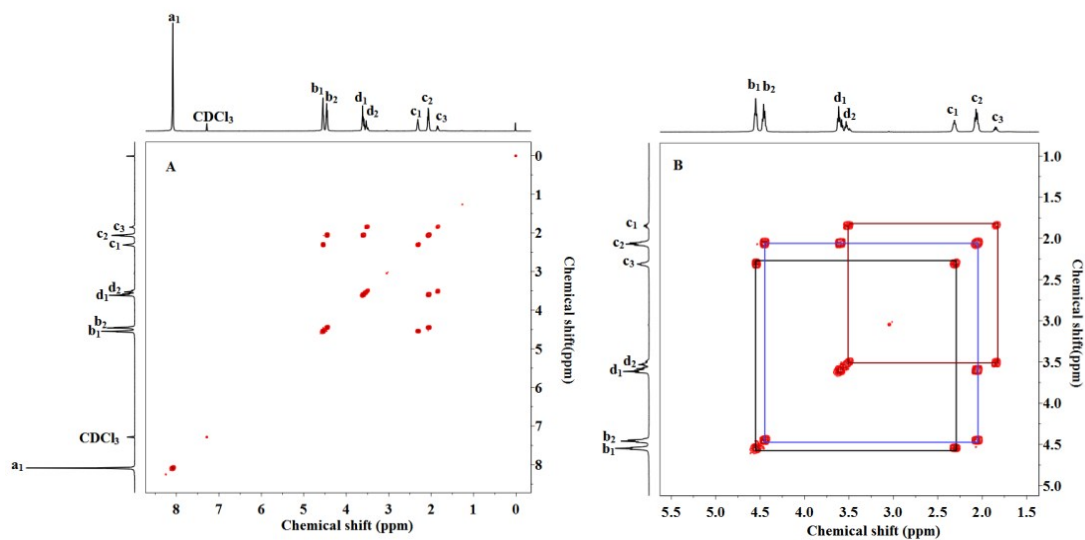 a1
CDCl3
b1
b2
d1
d2
c1
c2
c3
A
c3
c2
c1
d2
d1
b2
b1
CDCl3
a1
0
1
2
3
4
5
6
7
8
Chemical shift(ppm)
8 7 6 5 4 3 2 1 0
Chemical shift (ppm)
b1
b2
d1
d2
c1
c2
c3
B
c1
c2
c3
d2
d1
b2
b1
1.0
1.5
2.0
2.5
3.0
3.5
4.0
4.5
5.0
Chemical shift(ppm)
5.5 5.0 4.5 4.0 3.5 3.0 2.5 2.0 1.5
Chemical shift (ppm)